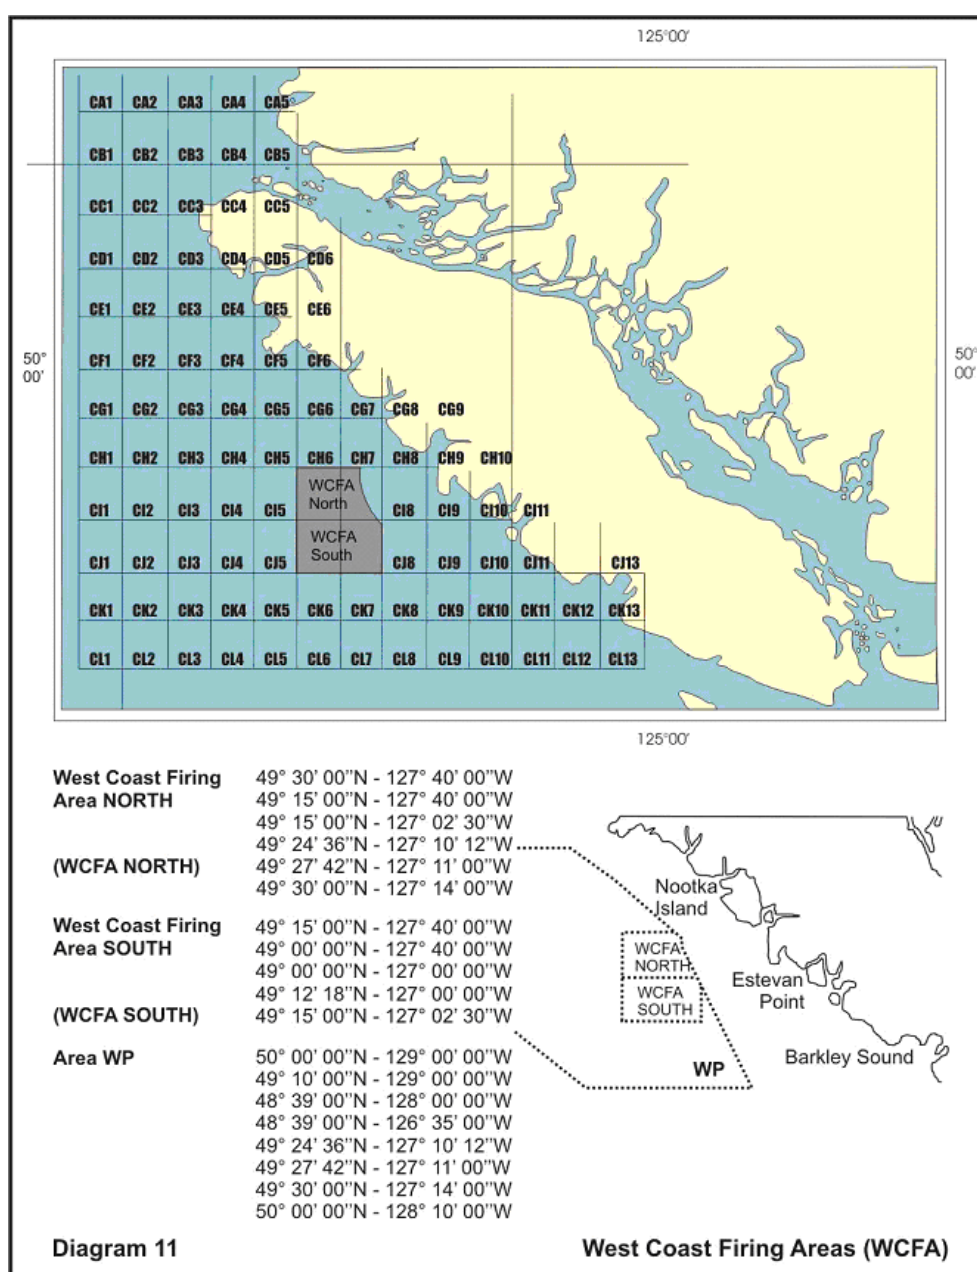 125°00'
CA1 CA2 CA3 CA4 CA5
CB1 CB2 CB3 CB4 CB5
CC1 CC2 CC3 CC4 CC5
CD1 CD2 CD3 CD4 CD5 CD6
CE1 CE2 CE3 CE4 CE5 CE6
50°
00'
CF1 CF2 CF3 CF4 CF5 CF6
50°
00'
CG1 CG2 CG3 CG4 CG5 CG6 CG7 CG8 CG9
CH1 CH2 CH3 CH4 CH5 CH6 CH7 CH8 CH9 CH10
WCFA
North
CI1 CI2 CI3 CI4 CI5 CI8 CI9 CI10 CI11
WCFA
South
CJ1 CJ2 CJ3 CJ4 CJ5 CJ8 CJ9 CJ10 CJ11 CJ13
CK1 CK2 CK3 CK4 CK5 CK6 CK7 CK8 CK9 CK10 CK11 CK12 CK13
CL1 CL2 CL3 CL4 CL5 CL6 CL7 CL8 CL9 CL10 CL11 CL12 CL13
125°00'
West Coast Firing 49° 30' 00''N - 127° 40' 00''W
Area NORTH 49° 15' 00''N - 127° 40' 00''W
49° 15' 00''N - 127° 02' 30''W
49° 24' 36''N - 127° 10' 12''W
(WCFA NORTH) 49° 27' 42''N - 127° 11' 00''W
49° 30' 00''N - 127° 14' 00''W
West Coast Firing 49° 15' 00''N - 127° 40' 00''W
Area SOUTH 49° 00' 00''N - 127° 40' 00''W
49° 00' 00''N - 127° 00' 00''W
49° 12' 18''N - 127° 00' 00''W
(WCFA SOUTH) 49° 15' 00''N - 127° 02' 30''W
Area WP 50° 00' 00''N - 129° 00' 00''W
49° 10' 00''N - 129° 00' 00''W
48° 39' 00''N - 128° 00' 00''W
48° 39' 00''N - 126° 35' 00''W
49° 24' 36''N - 127° 10' 12''W
49° 27' 42''N - 127° 11' 00''W
49° 30' 00''N - 127° 14' 00''W
50° 00' 00''N - 128° 10' 00''W
Nootka
Island
WCFA
NORTH
WCFA
SOUTH
Estevan
Point
Barkley Sound
WP
Diagram 11
West Coast Firing Areas (WCFA)